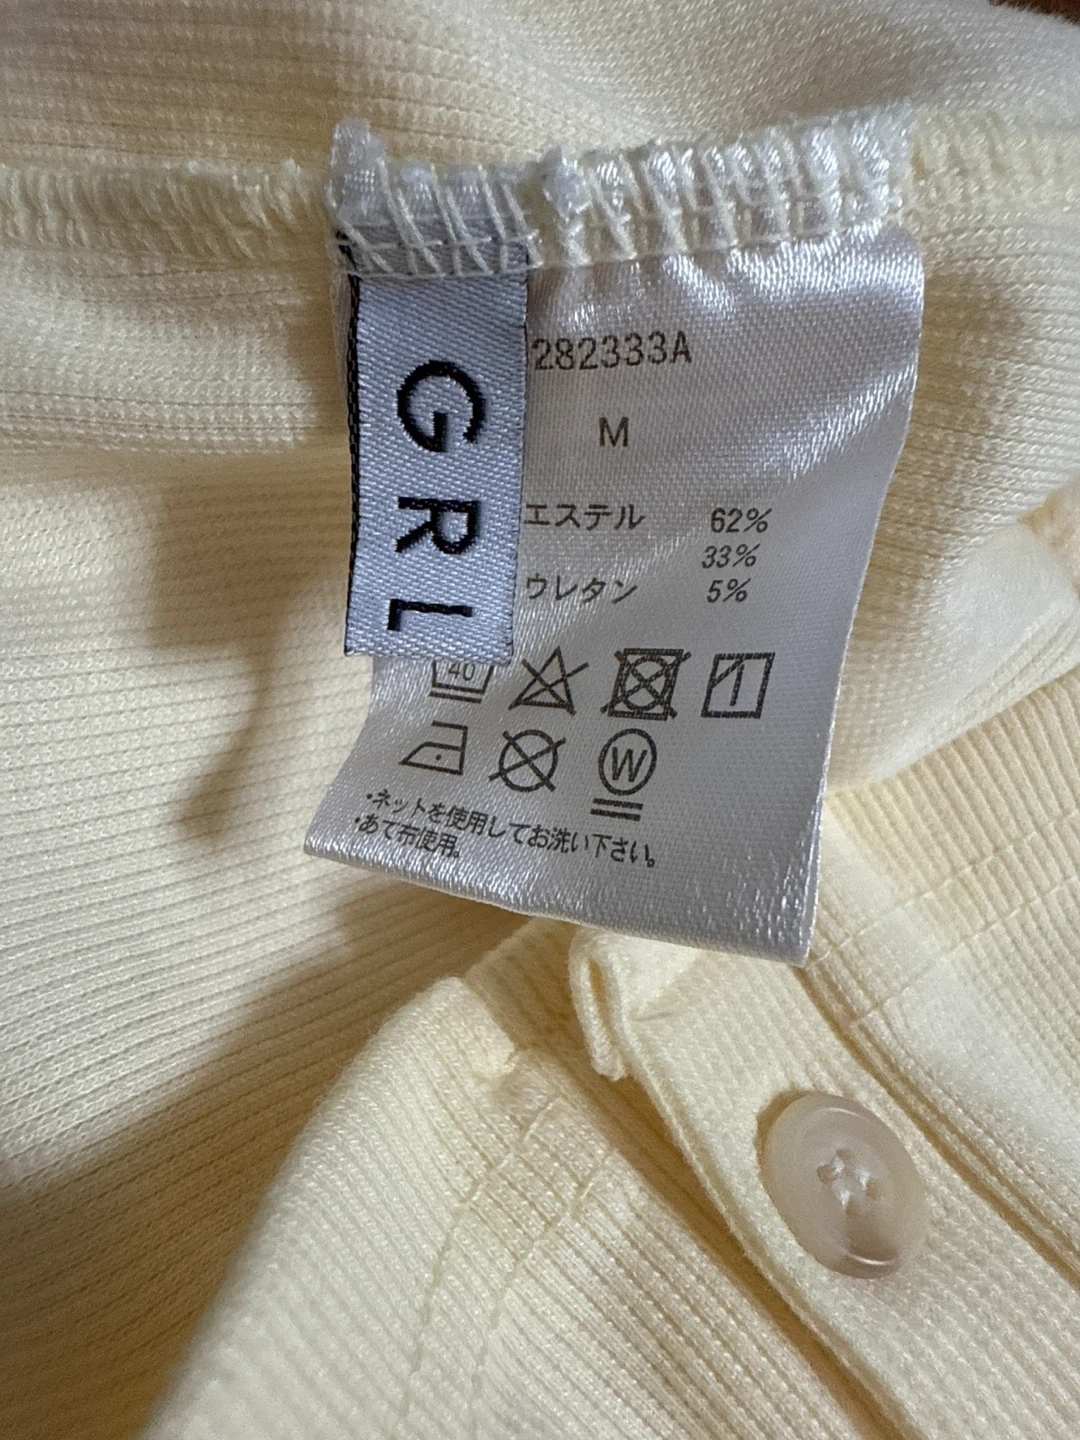 GRL
282333A
M
エステル 62%
33%
ウレタン 5%
40
W
・ネットを使用してお洗い下さい。
・あて布使用。